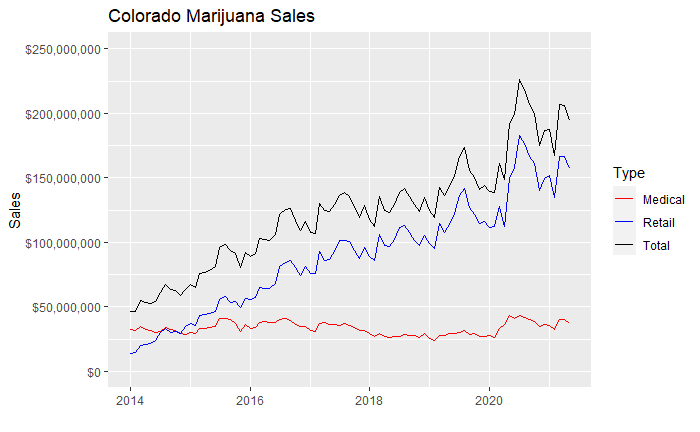 Colorado Marijuana Sales
$250,000,000
$200,000,000
$150,000,000
$100,000,000
$50,000,000
$0
Sales
2014 2016 2018 2020
Type
Medical
Retail
Total